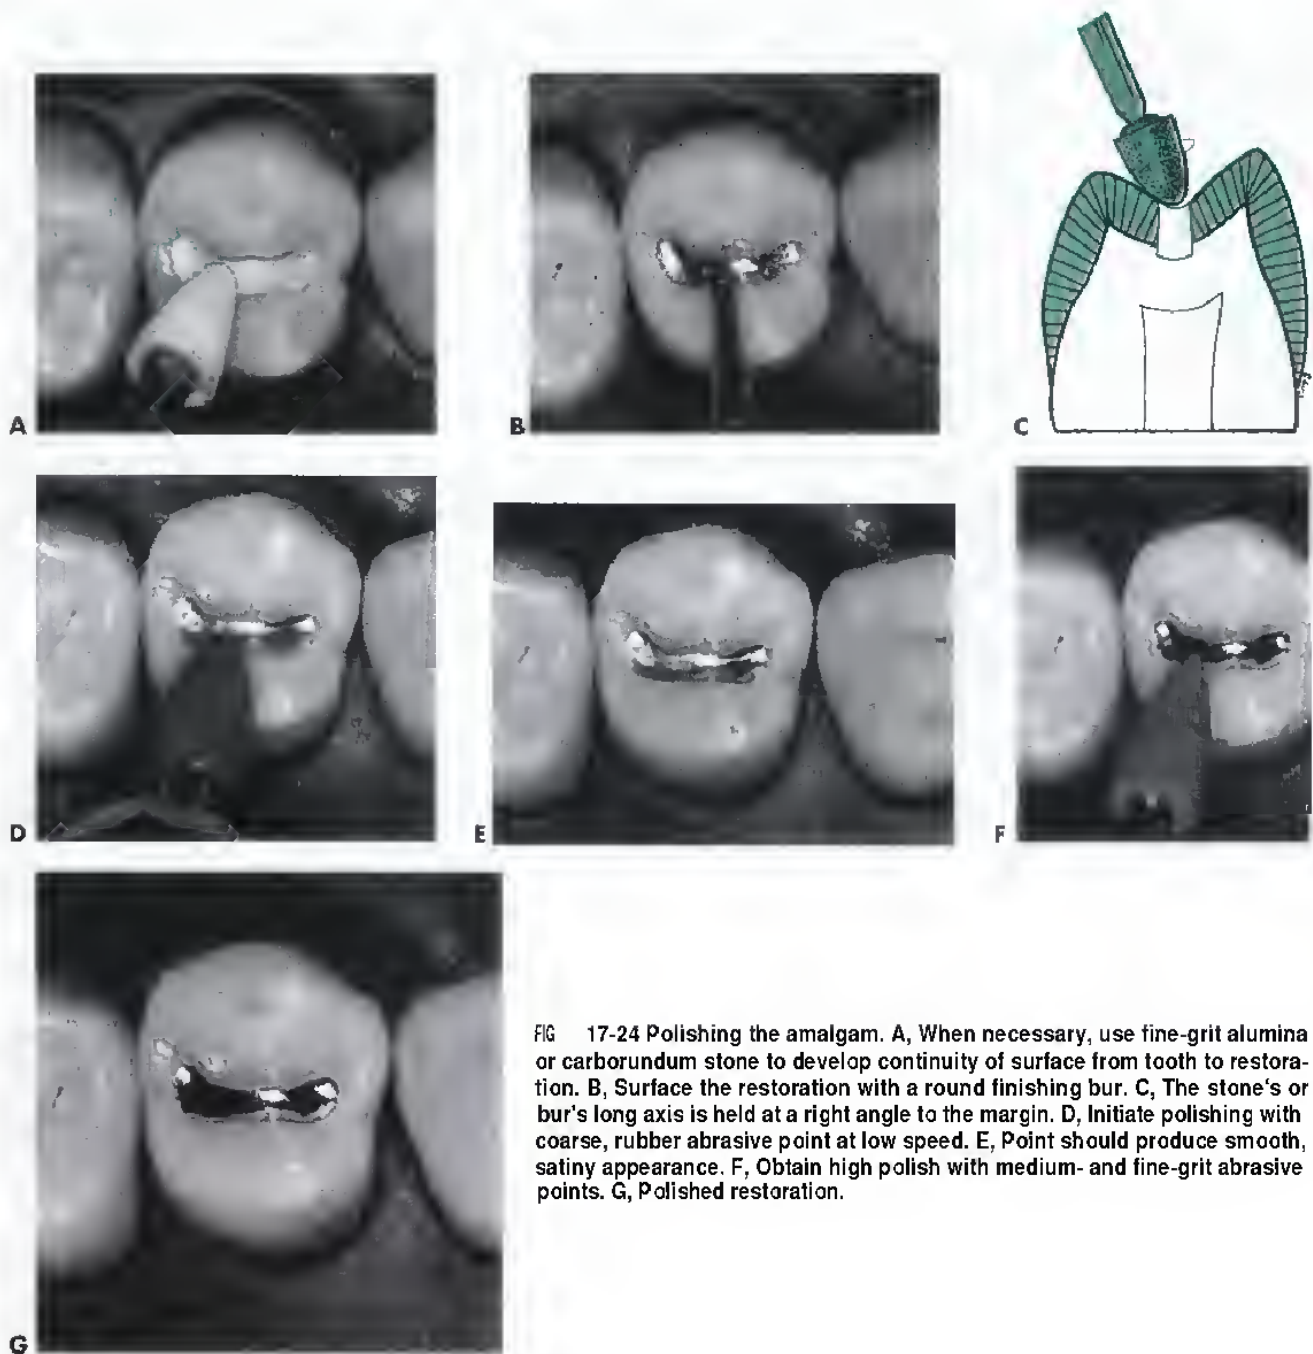 A
B
C
D
E
F
G
FIG 17-24 Polishing the amalgam. A, When necessary, use fine-grit alumina
or carborundum stone to develop continuity of surface from tooth to restora-
tion. B, Surface the restoration with a round finishing bur. C, The stone's or
bur's long axis is held at a right angle to the margin. D, Initiate polishing with
coarse, rubber abrasive point at low speed. E, Point should produce smooth,
satiny appearance. F, Obtain high polish with medium- and fine-grit abrasive
points. G, Polished restoration.